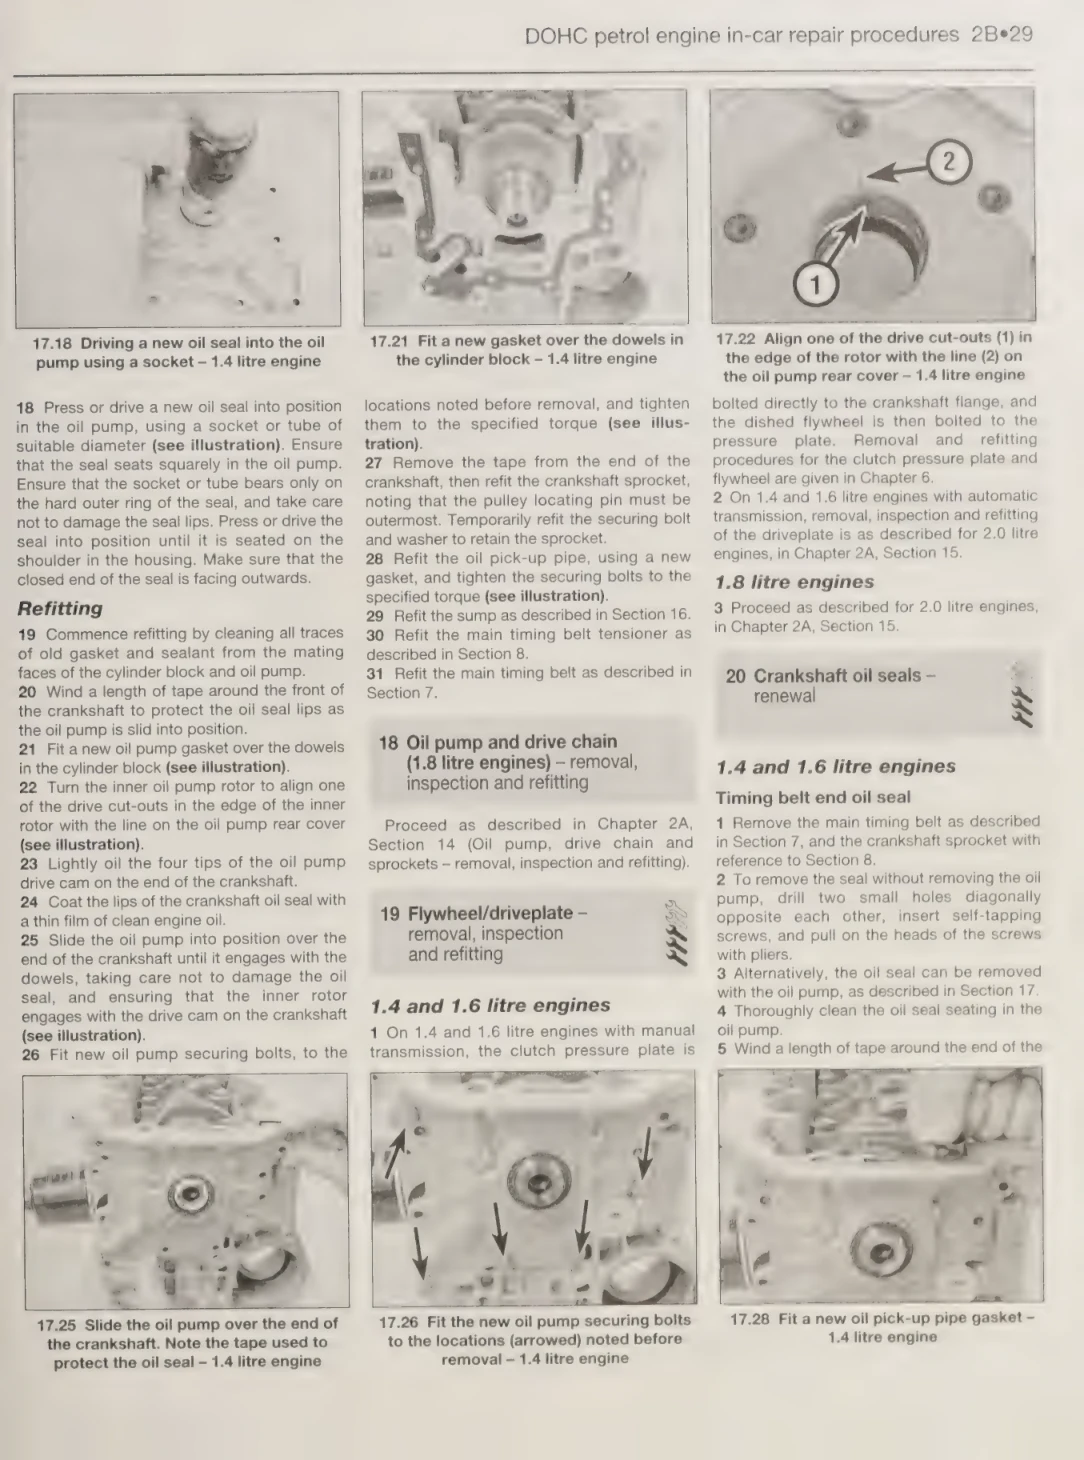 DOHC petrol engine in-car repair procedures 2B•29
2
1
17.18 Driving a new oil seal into the oil
pump using a socket – 1.4 litre engine
17.21 Fit a new gasket over the dowels in
the cylinder block – 1.4 litre engine
17.22 Align one of the drive cut-outs (1) in
the edge of the rotor with the line (2) on
the oil pump rear cover – 1.4 litre engine
18 Press or drive a new oil seal into position
in the oil pump, using a socket or tube of
suitable diameter (see illustration). Ensure
that the seal seats squarely in the oil pump.
Ensure that the socket or tube bears only on
the hard outer ring of the seal, and take care
not to damage the seal lips. Press or drive the
seal into position until it is seated on the
shoulder in the housing. Make sure that the
closed end of the seal is facing outwards.
Refitting
19 Commence refitting by cleaning all traces
of old gasket and sealant from the mating
faces of the cylinder block and oil pump.
20 Wind a length of tape around the front of
the crankshaft to protect the oil seal lips as
the oil pump is slid into position.
21 Fit a new oil pump gasket over the dowels
in the cylinder block (see illustration).
22 Turn the inner oil pump rotor to align one
of the drive cut-outs in the edge of the inner
rotor with the line on the oil pump rear cover
(see illustration).
23 Lightly oil the four tips of the oil pump
drive cam on the end of the crankshaft.
24 Coat the lips of the crankshaft oil seal with
a thin film of clean engine oil.
25 Slide the oil pump into position over the
end of the crankshaft until it engages with the
dowels, taking care not to damage the oil
seal, and ensuring that the inner rotor
engages with the drive cam on the crankshaft
(see illustration).
26 Fit new oil pump securing bolts, to the
locations noted before removal, and tighten
them to the specified torque (see illus-
tration).
27 Remove the tape from the end of the
crankshaft, then refit the crankshaft sprocket,
noting that the pulley locating pin must be
outermost. Temporarily refit the securing bolt
and washer to retain the sprocket.
28 Refit the oil pick-up pipe, using a new
gasket, and tighten the securing bolts to the
specified torque (see illustration).
29 Refit the sump as described in Section 16.
30 Refit the main timing belt tensioner as
described in Section 8.
31 Refit the main timing belt as described in
Section 7.
18 Oil pump and drive chain
(1.8 litre engines) – removal,
inspection and refitting
Proceed as described in Chapter 2A,
Section 14 (Oil pump, drive chain and
sprockets – removal, inspection and refitting).
19 Flywheel/driveplate –
removal, inspection
and refitting
1.4 and 1.6 litre engines
1 On 1.4 and 1.6 litre engines with manual
transmission, the clutch pressure plate is
bolted directly to the crankshaft flange, and
the dished flywheel is then bolted to the
pressure plate. Removal and refitting
procedures for the clutch pressure plate and
flywheel are given in Chapter 6.
2 On 1.4 and 1.6 litre engines with automatic
transmission, removal, inspection and refitting
of the driveplate is as described for 2.0 litre
engines, in Chapter 2A, Section 15.
1.8 litre engines
3 Proceed as described for 2.0 litre engines,
in Chapter 2A, Section 15.
20 Crankshaft oil seals –
renewal
1.4 and 1.6 litre engines
Timing belt end oil seal
1 Remove the main timing belt as described
in Section 7, and the crankshaft sprocket with
reference to Section 8.
2 To remove the seal without removing the oil
pump, drill two small holes diagonally
opposite each other, insert self-tapping
screws, and pull on the heads of the screws
with pliers.
3 Alternatively, the oil seal can be removed
with the oil pump, as described in Section 17.
4 Thoroughly clean the oil seal seating in the
oil pump.
5 Wind a length of tape around the end of the
17.25 Slide the oil pump over the end of
the crankshaft. Note the tape used to
protect the oil seal – 1.4 litre engine
17.26 Fit the new oil pump securing bolts
to the locations (arrowed) noted before
removal – 1.4 litre engine
17.28 Fit a new oil pick-up pipe gasket –
1.4 litre engine